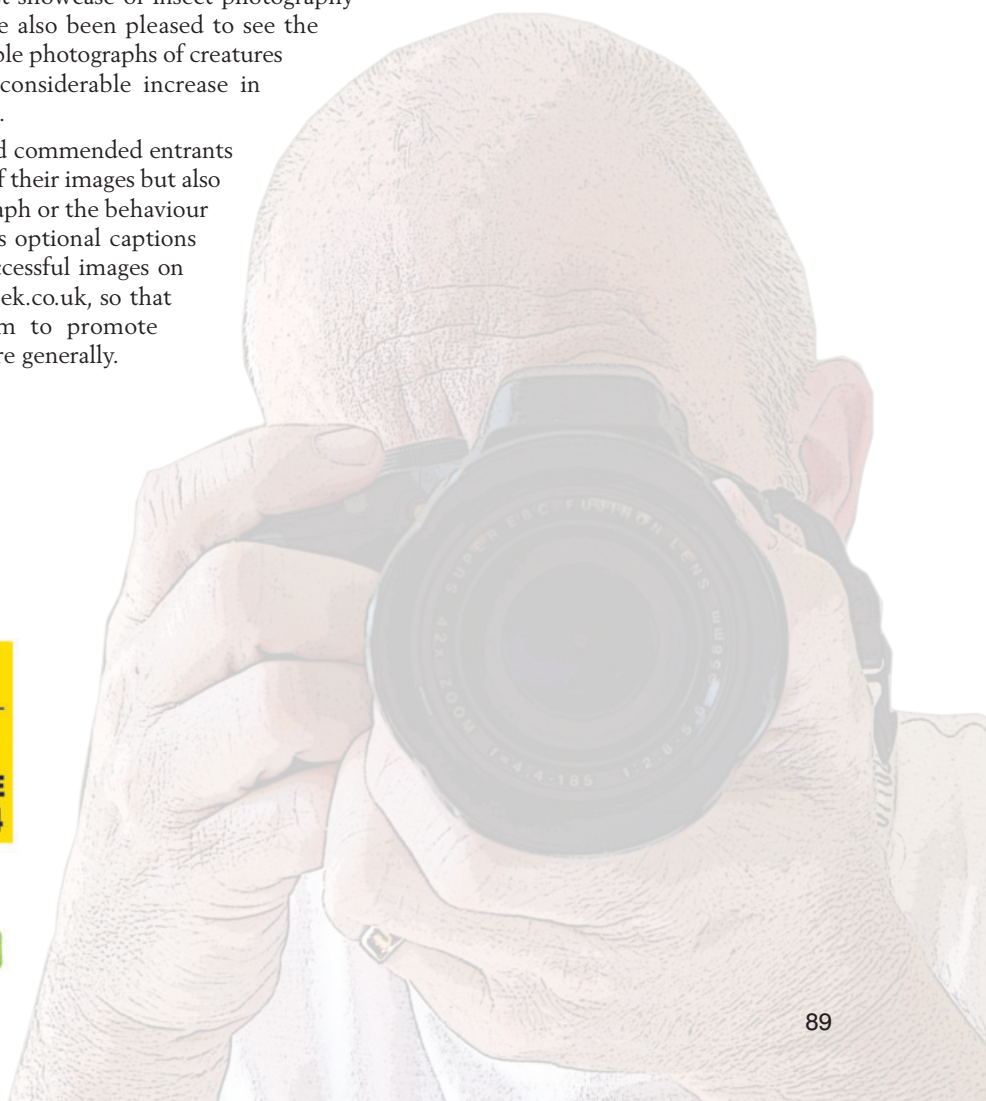 showcase of insect photography
also been pleased to see the
ble photographs of creatures
considerable increase in
.
d commended entrants
f their images but also
aph or the behaviour
s optional captions
ccessful images on
ek.co.uk, so that
m to promote
re generally.
SUPER EBC FUJINON LENS
42x ZOOM f=4.4-185 1:2.8-5.6
E
4
89